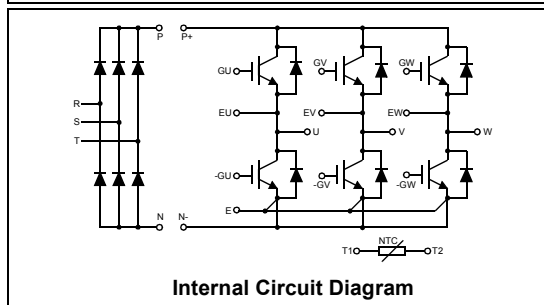 P P+
GU GV GW
R
EU EV EW
S
U V W
T
-GU -GV -GW
E
N N-
NTC
T1 T2
Internal Circuit Diagram